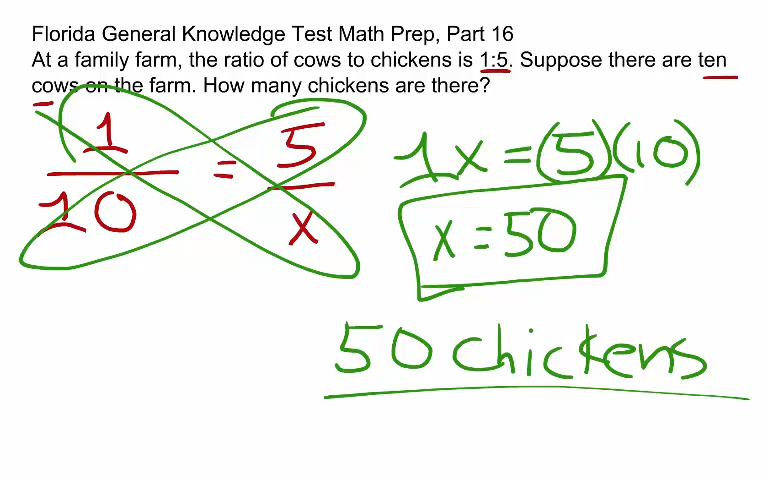 Florida General Knowledge Test Math Prep, Part 16
At a family farm, the ratio of cows to chickens is 1:5. Suppose there are ten
cows on the farm. How many chickens are there?
1/10 = 5/x
1x = (5)(10)
x = 50
50 chickens